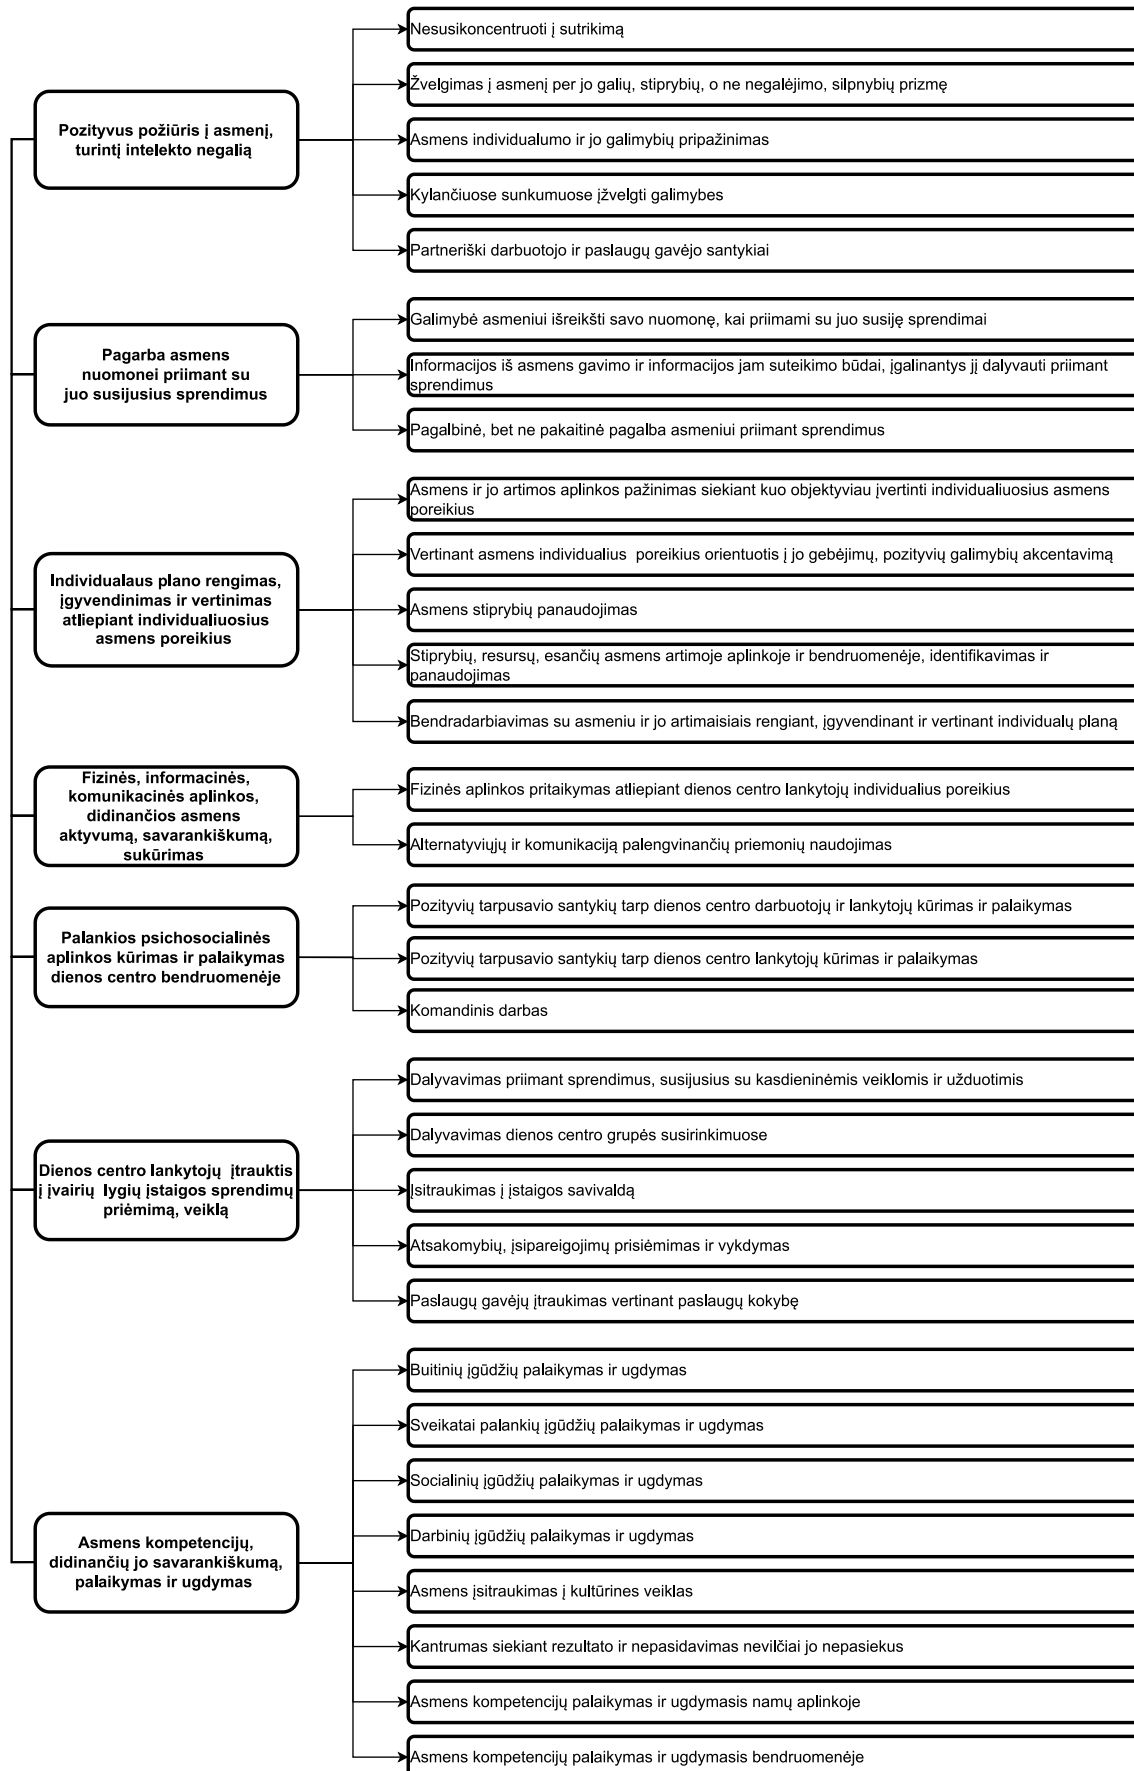 Pozityvus požiūris į asmenį,
turintį intelekto negalią
Nesusikoncentruoti į sutrikimą
Žvelgimas į asmenį per jo galių, stiprybių, o ne negalėjimo, silpnybių prizmę
Asmens individualumo ir jo galimybių pripažinimas
Kylančiuose sunkumuose įžvelgti galimybes
Partneriški darbuotojo ir paslaugų gavėjo santykiai
Pagarba asmens
nuomonei priimant su
juo susijusius sprendimus
Galimybė asmeniui išreikšti savo nuomonę, kai priimami su juo susiję sprendimai
Informacijos iš asmens gavimo ir informacijos jam suteikimo būdai, įgalinantys jį dalyvauti priimant
sprendimus
Pagalbinė, bet ne pakaitinė pagalba asmeniui priimant sprendimus
Individualaus plano rengimas,
įgyvendinimas ir vertinimas
atliepiant individualiuosius
asmens poreikius
Asmens ir jo artimos aplinkos pažinimas siekiant kuo objektyviau įvertinti individualiuosius asmens
poreikius
Vertinant asmens individualius poreikius orientuotis į jo gebėjimų, pozityvių galimybių akcentavimą
Asmens stiprybių panaudojimas
Stiprybių, resursų, esančių asmens artimoje aplinkoje ir bendruomenėje, identifikavimas ir
panaudojimas
Bendradarbiavimas su asmeniu ir jo artimaisiais rengiant, įgyvendinant ir vertinant individualų planą
Fizinės, informacinės,
komunikacinės aplinkos,
didinančios asmens
aktyvumą, savarankiškumą,
sukūrimas
Fizinės aplinkos pritaikymas atliepiant dienos centro lankytojų individualius poreikius
Alternatyviųjų ir komunikaciją palengvinančių priemonių naudojimas
Palankios psichosocialinės
aplinkos kūrimas ir palaikymas
dienos centro bendruomenėje
Pozityvių tarpusavio santykių tarp dienos centro darbuotojų ir lankytojų kūrimas ir palaikymas
Pozityvių tarpusavio santykių tarp dienos centro lankytojų kūrimas ir palaikymas
Komandinis darbas
Dienos centro lankytojų įtrauktis
į įvairių lygių įstaigos sprendimų
priėmimą, veiklą
Dalyvavimas priimant sprendimus, susijusius su kasdieninėmis veiklomis ir užduotimis
Dalyvavimas dienos centro grupės susirinkimuose
Įsitraukimas į įstaigos savivaldą
Atsakomybių, įsipareigojimų prisiėmimas ir vykdymas
Paslaugų gavėjų įtraukimas vertinant paslaugų kokybę
Asmens kompetencijų,
didinančių jo savarankiškumą,
palaikymas ir ugdymas
Buitinių įgūdžių palaikymas ir ugdymas
Sveikatai palankių įgūdžių palaikymas ir ugdymas
Socialinių įgūdžių palaikymas ir ugdymas
Darbinių įgūdžių palaikymas ir ugdymas
Asmens įsitraukimas į kultūrines veiklas
Kantrumas siekiant rezultato ir nepasidavimas nevilčiai jo nepasiekus
Asmens kompetencijų palaikymas ir ugdymasis namų aplinkoje
Asmens kompetencijų palaikymas ir ugdymasis bendruomenėje